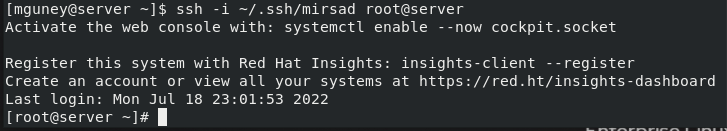 [mguney@server ~]$ ssh -i ~/.ssh/mirsad root@server
Activate the web console with: systemctl enable --now cockpit.socket
Register this system with Red Hat Insights: insights-client --register
Create an account or view all your systems at https://red.ht/insights-dashboard
Last login: Mon Jul 18 23:01:53 2022
[root@server ~]#